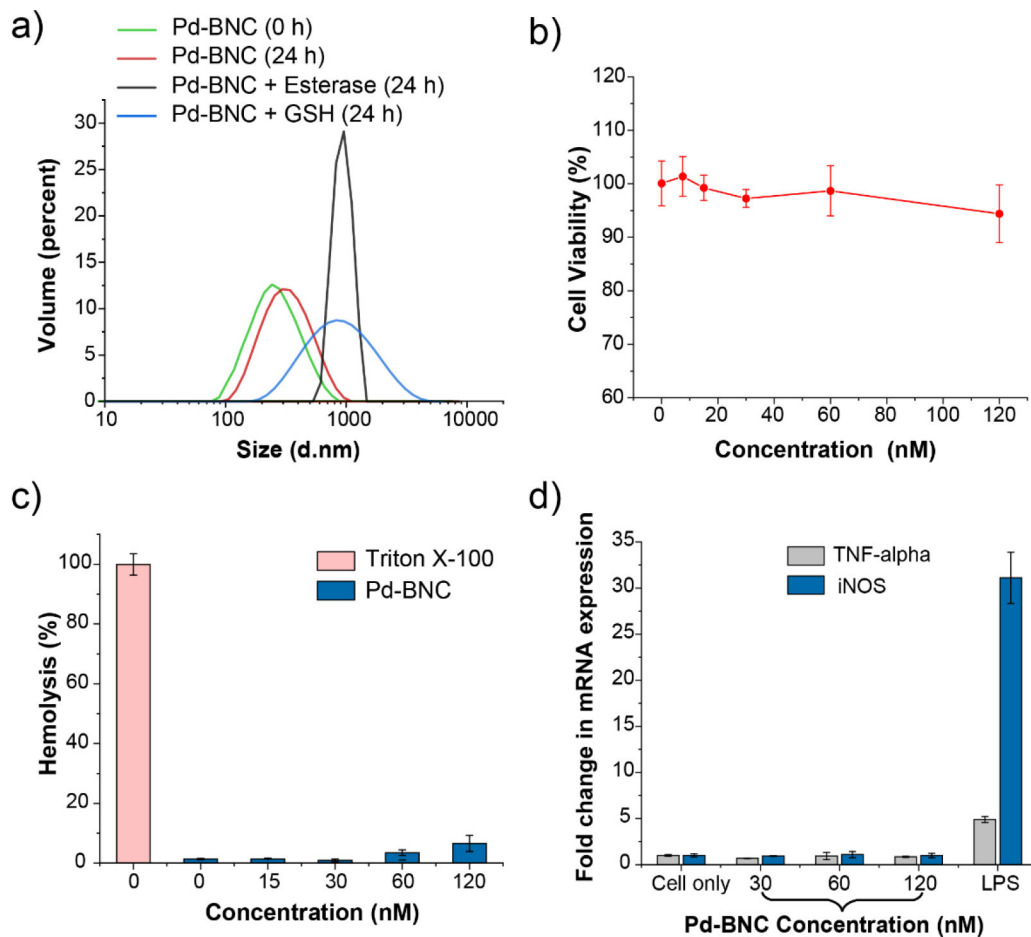 a)
Pd-BNC (0 h)
Pd-BNC (24 h)
Pd-BNC + Esterase (24 h)
Pd-BNC + GSH (24 h)
Volume (percent)
30
25
20
15
10
5
0
10 100 1000 10000
Size (d.nm)
b)
Cell Viability (%)
120
110
100
90
80
70
60
0 20 40 60 80 100 120
Concentration (nM)
c)
Triton X-100
Pd-BNC
Hemolysis (%)
100
80
60
40
20
0
0 0 15 30 60 120
Concentration (nM)
d)
TNF-alpha
iNOS
Fold change in mRNA expression
35
30
25
20
15
10
5
0
Cell only 30 60 120 LPS
Pd-BNC Concentration (nM)